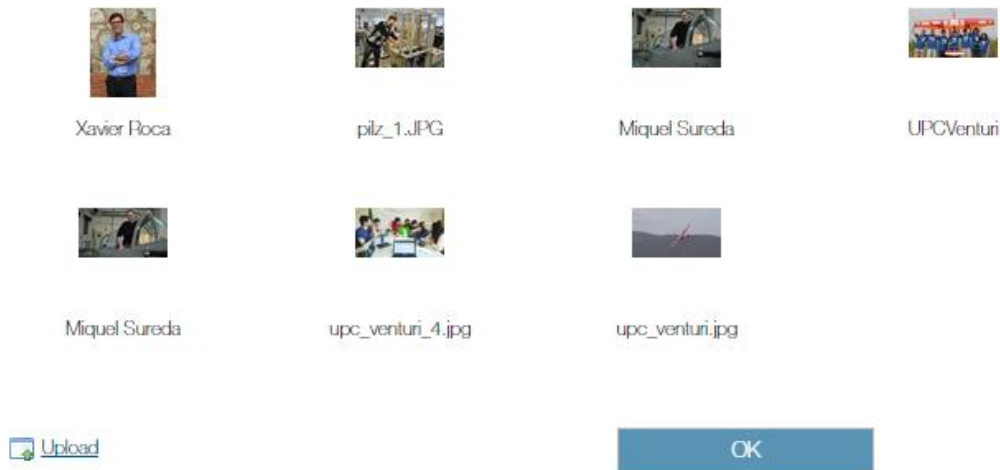 Xavier Roca
pilz_1.JPG
Miquel Sureda
UPCVenturi
Miquel Sureda
upc_venturi_4.jpg
upc_venturi.jpg
Upload
OK